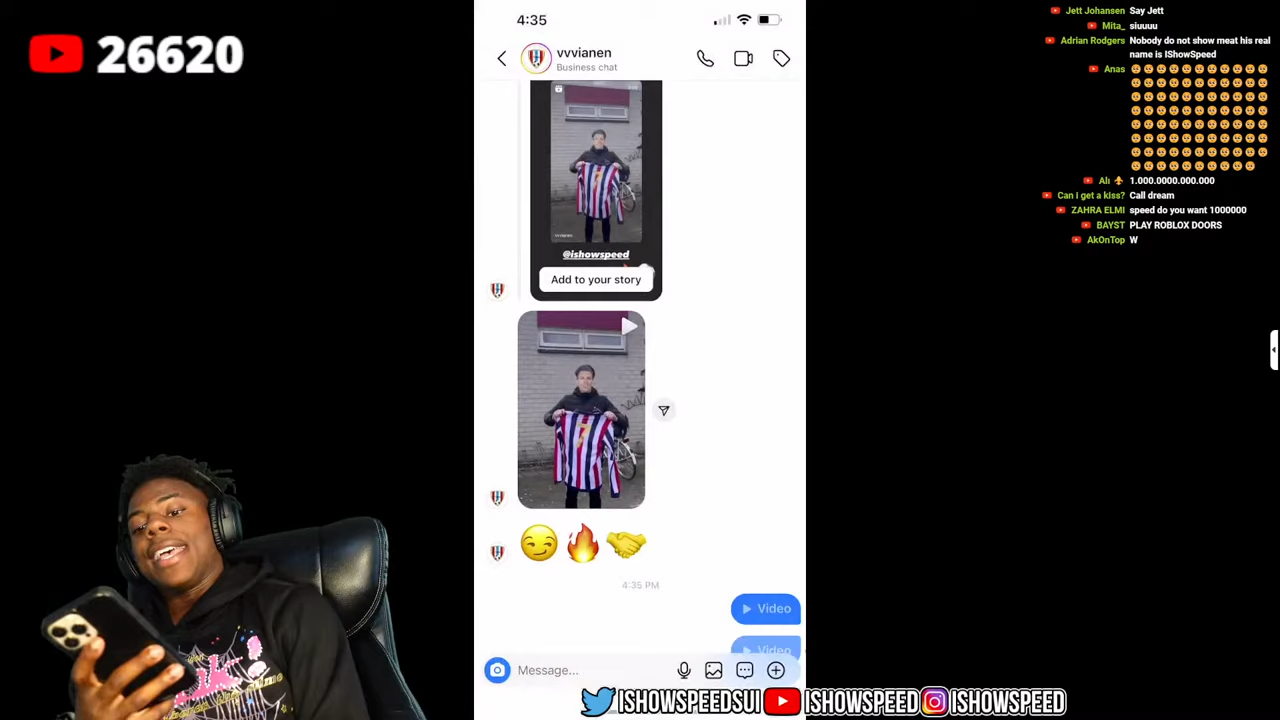 26620
4:35
vvvianen
Business chat
@ishowspeed
Add to your story
4:35 PM
Video
Video
Message...
Jett Johansen Say Jett
Mita_ siuuuu
Adrian Rodgers Nobody do not show meat his real
name is IShowSpeed
Anas
Alı 1.000.0000.000.000
Can I get a kiss? Call dream
ZAHRA ELMI speed do you want 1000000
BAYST PLAY ROBLOX DOORS
AkOnTop W
ISHOWSPEEDSUI ISHOWSPEED ISHOWSPEED